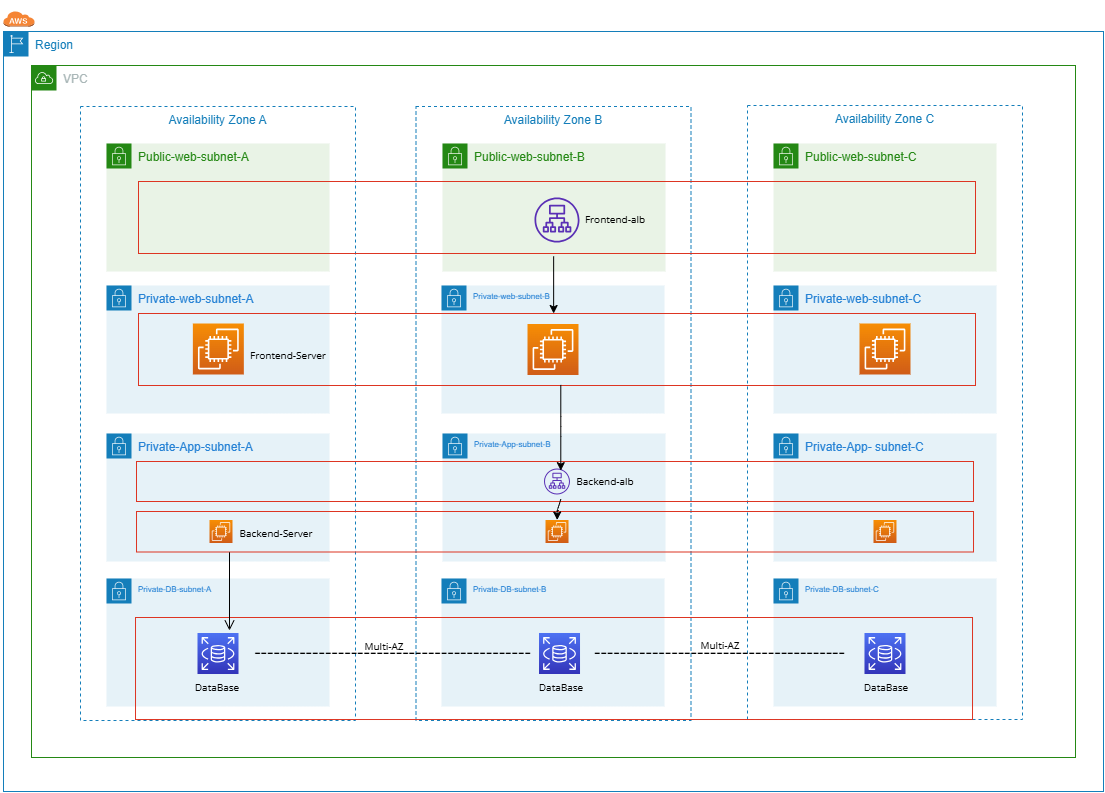 AWS
Region
VPC
Availability Zone A
Availability Zone B
Availability Zone C
Public-web-subnet-A
Public-web-subnet-B
Public-web-subnet-C
Frontend-alb
Private-web-subnet-A
Private-web-subnet-B
Private-web-subnet-C
Frontend-Server
Private-App-subnet-A
Private-App-subnet-B
Private-App- subnet-C
Backend-alb
Backend-Server
Private-DB-subnet-A
Private-DB-subnet-B
Private-DB-subnet-C
Multi-AZ
Multi-AZ
DataBase
DataBase
DataBase